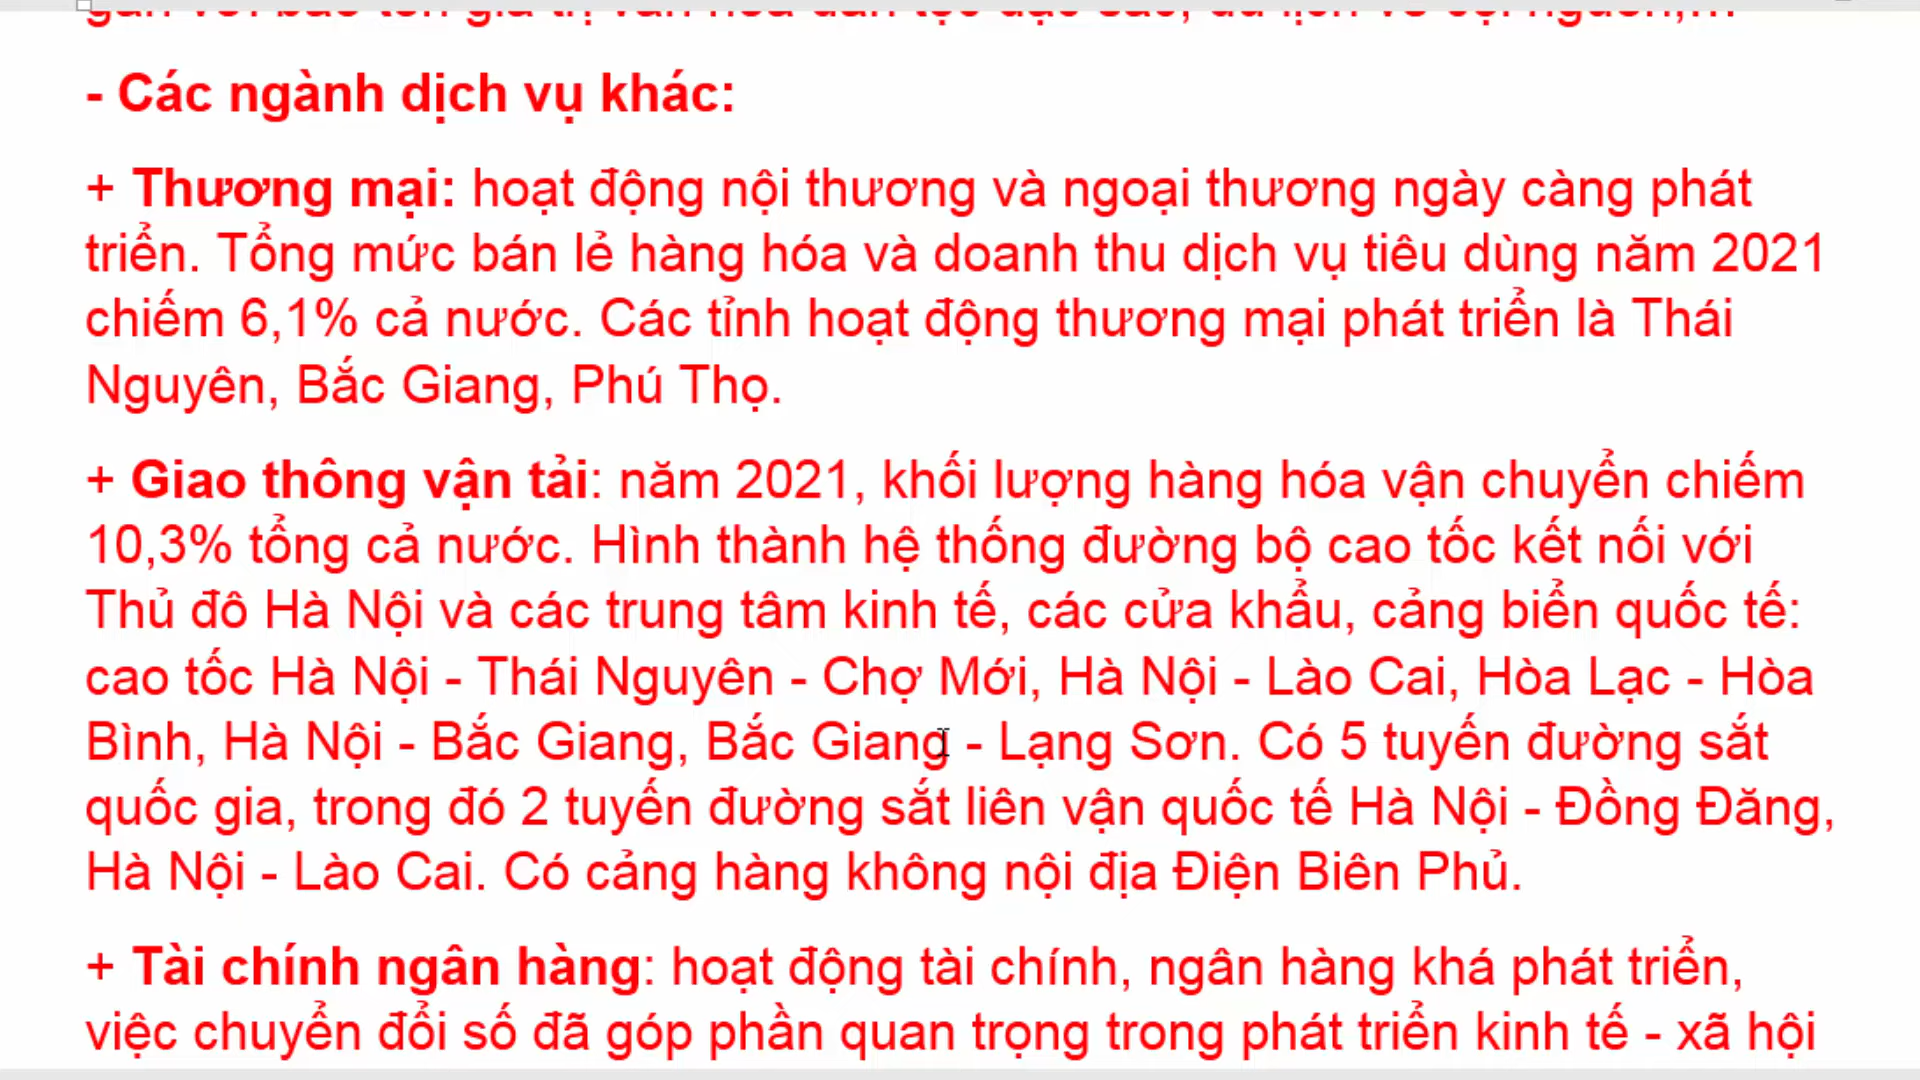 - Các ngành dịch vụ khác:
+ Thương mại: hoạt động nội thương và ngoại thương ngày càng phát
triển. Tổng mức bán lẻ hàng hóa và doanh thu dịch vụ tiêu dùng năm 2021
chiếm 6,1% cả nước. Các tỉnh hoạt động thương mại phát triển là Thái
Nguyên, Bắc Giang, Phú Thọ.
+ Giao thông vận tải: năm 2021, khối lượng hàng hóa vận chuyển chiếm
10,3% tổng cả nước. Hình thành hệ thống đường bộ cao tốc kết nối với
Thủ đô Hà Nội và các trung tâm kinh tế, các cửa khẩu, cảng biển quốc tế:
cao tốc Hà Nội - Thái Nguyên - Chợ Mới, Hà Nội - Lào Cai, Hòa Lạc - Hòa
Bình, Hà Nội - Bắc Giang, Bắc Giang - Lạng Sơn. Có 5 tuyến đường sắt
quốc gia, trong đó 2 tuyến đường sắt liên vận quốc tế Hà Nội - Đồng Đăng,
Hà Nội - Lào Cai. Có cảng hàng không nội địa Điện Biên Phủ.
+ Tài chính ngân hàng: hoạt động tài chính, ngân hàng khá phát triển,
việc chuyển đổi số đã góp phần quan trọng trong phát triển kinh tế - xã hội